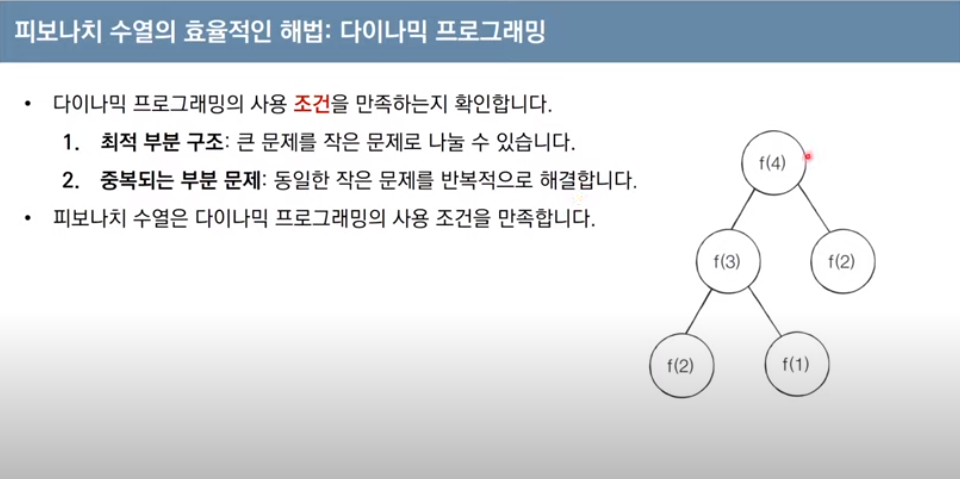 피보나치 수열의 효율적인 해법: 다이나믹 프로그래밍
• 다이나믹 프로그래밍의 사용 조건을 만족하는지 확인합니다.
1. 최적 부분 구조: 큰 문제를 작은 문제로 나눌 수 있습니다.
2. 중복되는 부분 문제: 동일한 작은 문제를 반복적으로 해결합니다.
• 피보나치 수열은 다이나믹 프로그래밍의 사용 조건을 만족합니다.
f(4)
f(3)
f(2)
f(2)
f(1)